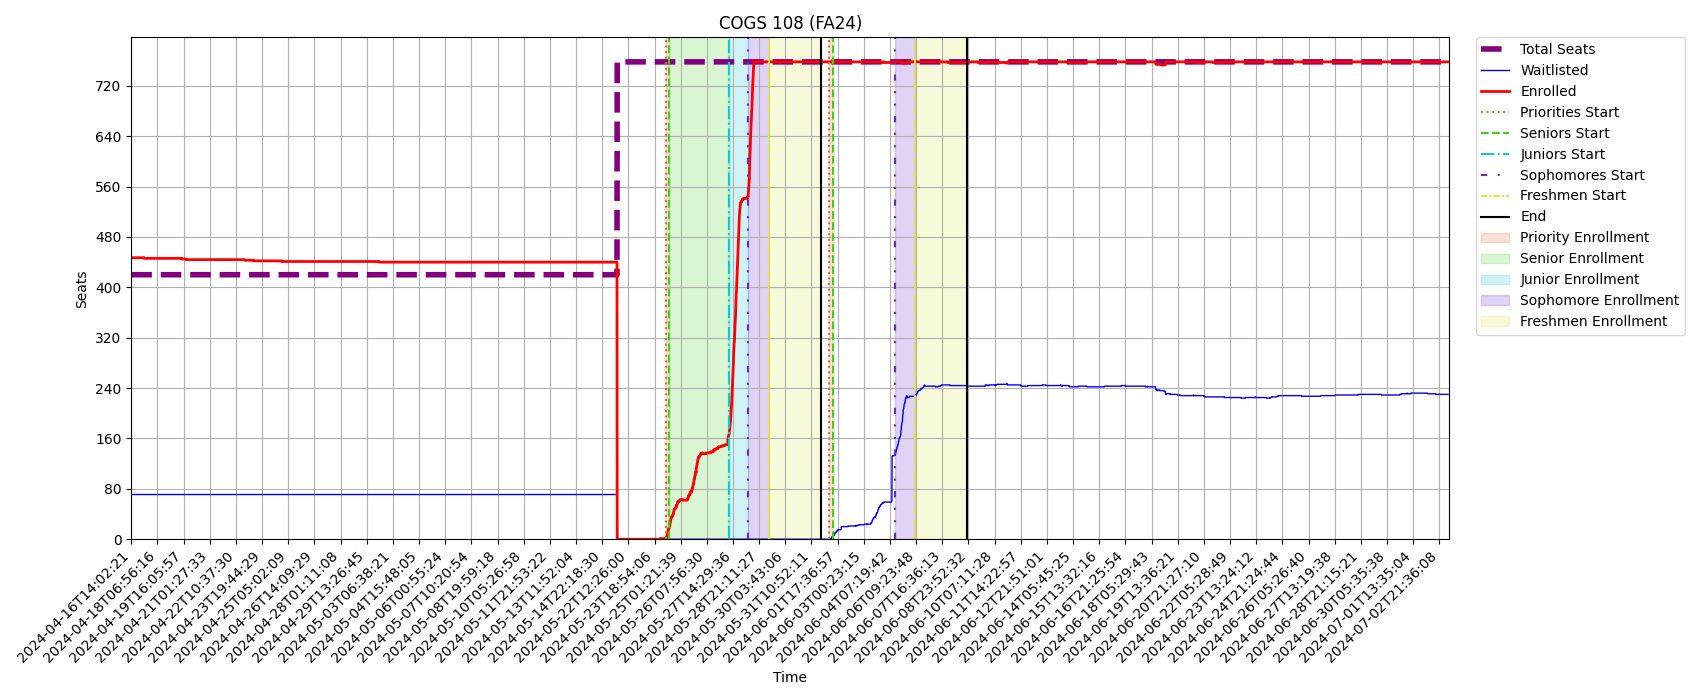 COGS 108 (FA24)
Seats
720
640
560
480
400
320
240
160
80
0
2024-04-16T14:02:21
2024-04-18T06:56:16
2024-04-19T16:05:57
2024-04-21T01:27:33
2024-04-22T10:37:30
2024-04-23T19:44:29
2024-04-25T05:02:09
2024-04-26T14:09:29
2024-04-28T01:11:08
2024-04-29T13:26:45
2024-05-03T06:38:21
2024-05-04T15:48:05
2024-05-06T00:55:24
2024-05-07T10:20:54
2024-05-08T19:59:18
2024-05-10T05:26:58
2024-05-11T21:53:22
2024-05-13T11:52:04
2024-05-14T22:18:30
2024-05-22T12:26:00
2024-05-23T18:54:06
2024-05-25T01:21:35
2024-05-26T07:56:30
2024-05-27T14:29:36
2024-05-28T21:11:27
2024-05-30T03:43:06
2024-05-31T10:52:11
2024-06-01T17:36:57
2024-06-03T00:23:15
2024-06-04T07:19:42
2024-06-06T09:23:48
2024-06-07T16:36:13
2024-06-08T23:52:32
2024-06-10T07:11:28
2024-06-11T14:22:57
2024-06-12T21:51:01
2024-06-14T05:45:23
2024-06-15T13:32:16
2024-06-16T21:25:54
2024-06-18T05:29:43
2024-06-19T13:36:21
2024-06-20T21:27:10
2024-06-22T05:28:49
2024-06-23T13:24:12
2024-06-24T21:24:44
2024-06-26T05:26:40
2024-06-27T13:19:38
2024-06-28T21:15:21
2024-06-30T05:35:38
2024-07-01T13:35:04
2024-07-02T21:36:08
Time
Total Seats
Waitlisted
Enrolled
Priorities Start
Seniors Start
Juniors Start
Sophomores Start
Freshmen Start
End
Priority Enrollment
Senior Enrollment
Junior Enrollment
Sophomore Enrollment
Freshmen Enrollment